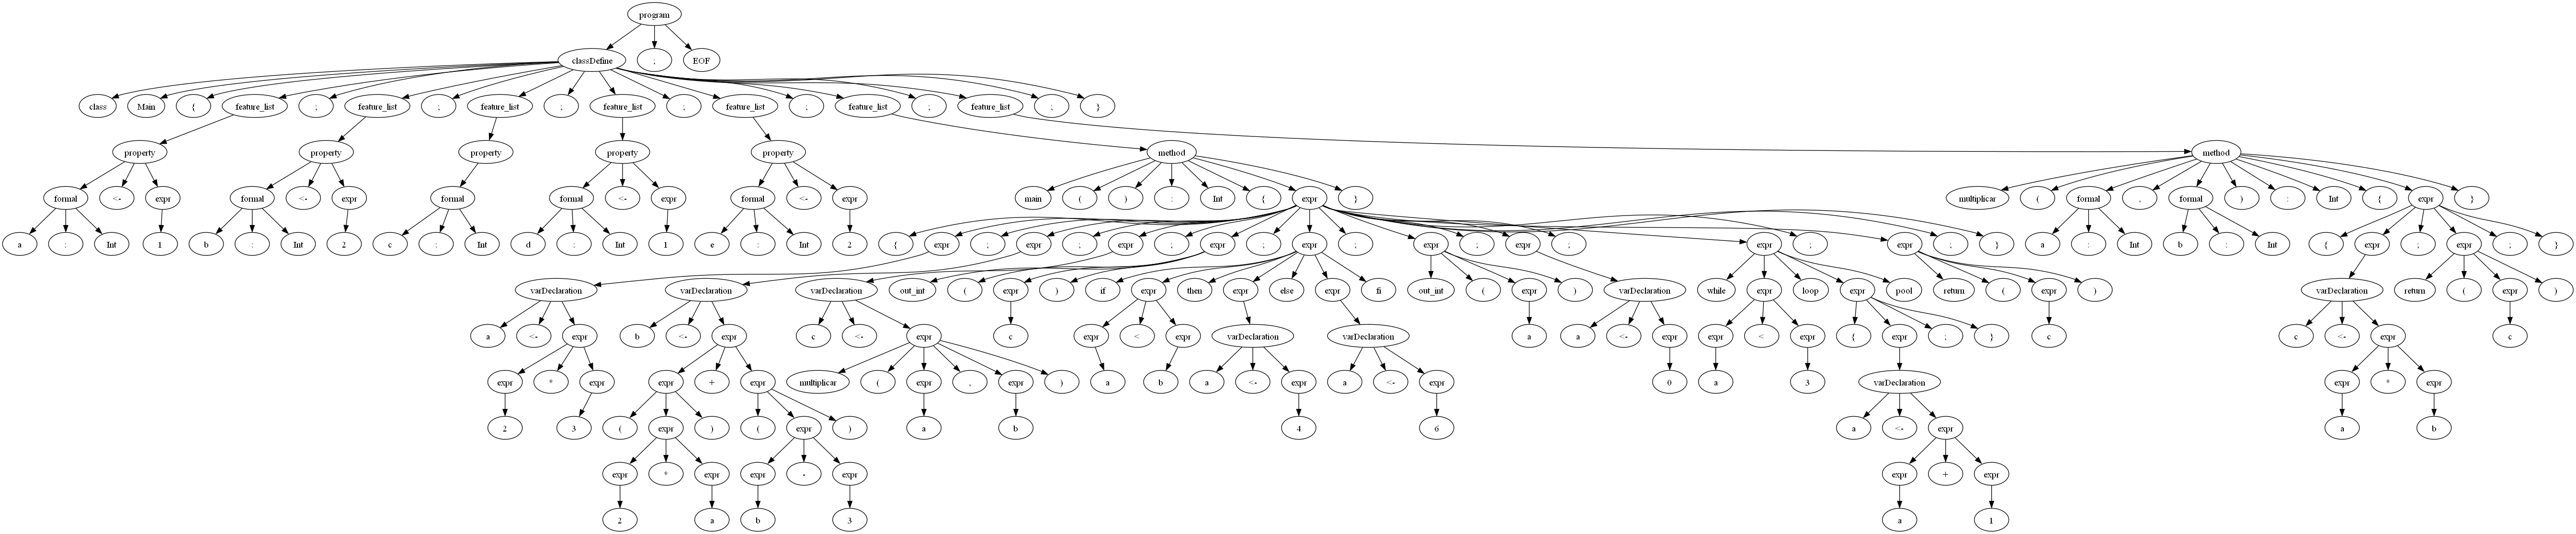 program
classDefine ; EOF
class Main { feature_list ; feature_list ; feature_list ; feature_list ; feature_list ; feature_list ; feature_list ; }
property property property property property method method
formal <- expr formal <- expr formal formal <- expr formal <- expr main ( ) : Int { expr } multiplicar ( formal , formal ) : Int { expr }
a : Int 1 b : Int 2 c : Int d : Int 1 e : Int 2 { expr ; expr ; expr ; expr ; expr ; expr ; expr ; expr ; expr ; } a : Int b : Int { expr ; expr ; }
varDeclaration varDeclaration varDeclaration out_int ( expr ) if expr then expr else expr fi out_int ( expr ) varDeclaration while expr loop expr pool return ( expr ) varDeclaration return ( expr )
a <- expr b <- expr c <- expr c expr < expr varDeclaration varDeclaration a a <- expr expr < expr { expr ; } c c <- expr c
expr * expr expr + expr multiplicar ( expr , expr ) a b a <- expr a <- expr 0 a 3 varDeclaration expr * expr
2 3 ( expr ) ( expr ) a b 4 6 a <- expr a b
expr * expr expr - expr expr + expr
2 a b 3 a 1